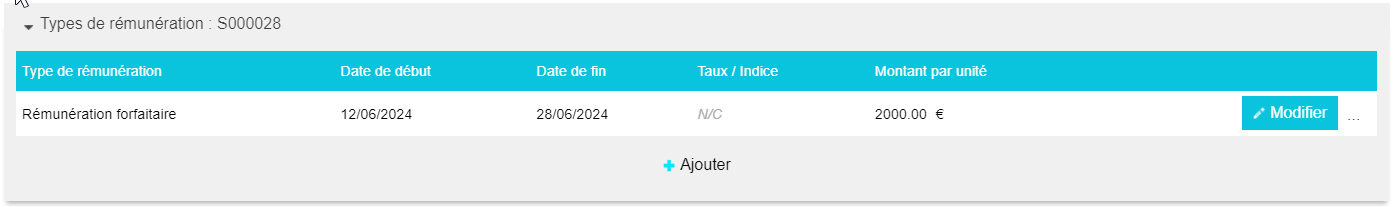 Types de rémunération : S000028
Type de rémunération Date de début Date de fin Taux / Indice Montant par unité
Rémunération forfaitaire 12/06/2024 28/06/2024 N/C 2000.00 € Modifier ...
Ajouter